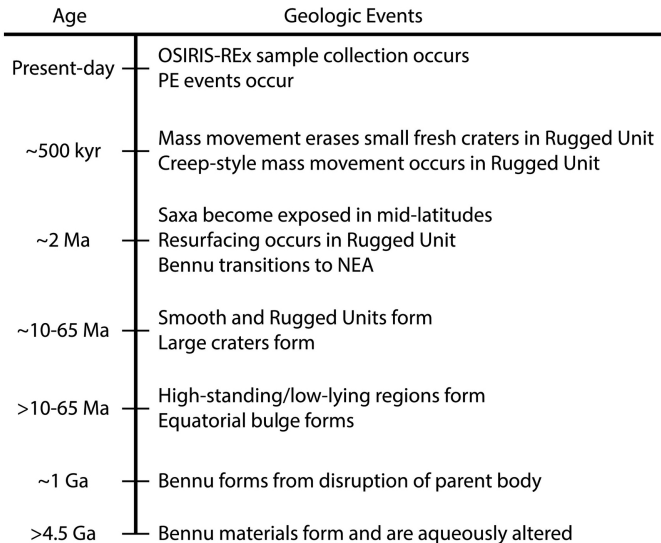 Age Geologic Events
Present-day
OSIRIS-REx sample collection occurs
PE events occur
~500 kyr
Mass movement erases small fresh craters in Rugged Unit
Creep-style mass movement occurs in Rugged Unit
~2 Ma
Saxa become exposed in mid-latitudes
Resurfacing occurs in Rugged Unit
Bennu transitions to NEA
~10-65 Ma
Smooth and Rugged Units form
Large craters form
>10-65 Ma
High-standing/low-lying regions form
Equatorial bulge forms
~1 Ga
Bennu forms from disruption of parent body
>4.5 Ga
Bennu materials form and are aqueously altered